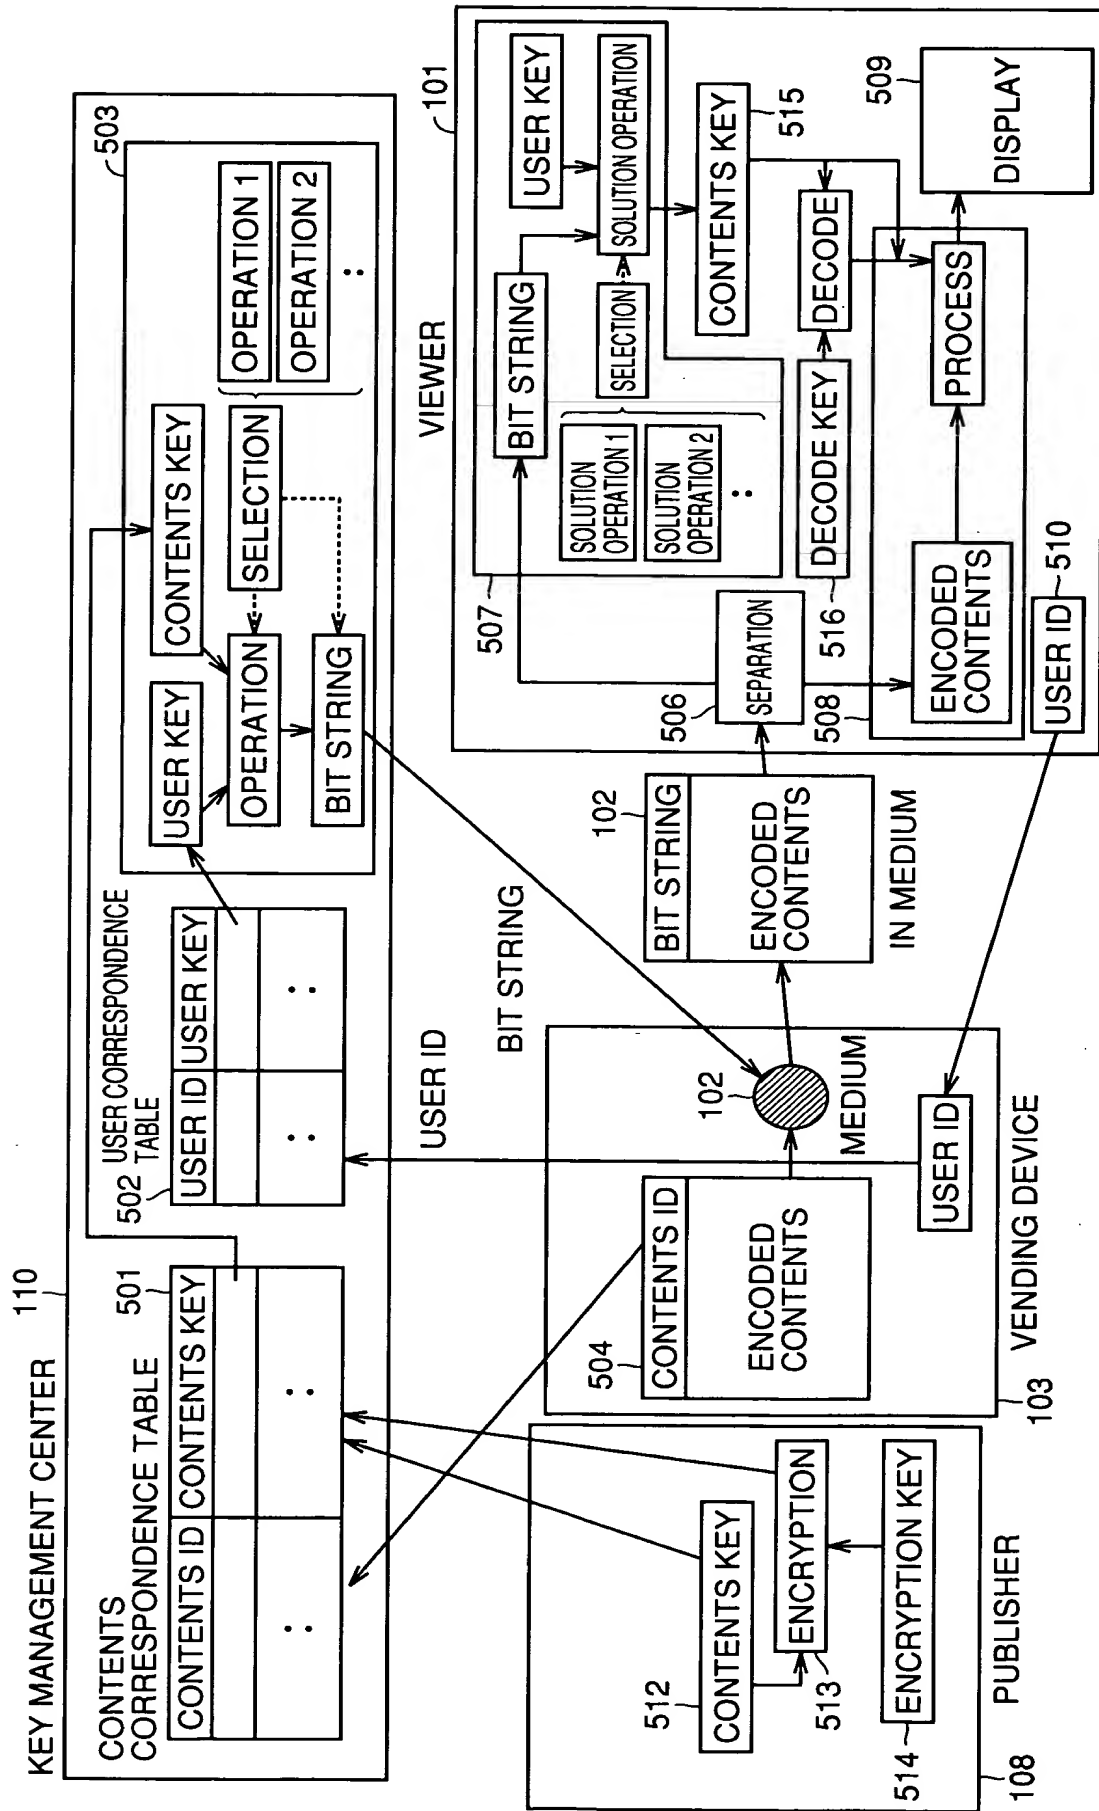 KEY MANAGEMENT CENTER
110
CONTENTS
CORRESPONDENCE TABLE
501
CONTENTS ID
CONTENTS KEY
:
:
502
USER CORRESPONDENCE
TABLE
USER ID
USER KEY
:
:
503
USER KEY
CONTENTS KEY
OPERATION
SELECTION
BIT STRING
OPERATION 1
OPERATION 2
:
USER ID
BIT STRING
PUBLISHER
108
512
CONTENTS KEY
ENCRYPTION
513
514
ENCRYPTION KEY
VENDING DEVICE
103
504
CONTENTS ID
ENCODED
CONTENTS
102
MEDIUM
USER ID
102
BIT STRING
ENCODED
CONTENTS
IN MEDIUM
VIEWER
101
507
BIT STRING
USER KEY
SOLUTION OPERATION
SELECTION
SOLUTION
OPERATION 1
SOLUTION
OPERATION 2
:
506
SEPARATION
CONTENTS KEY
515
516
DECODE KEY
DECODE
508
ENCODED
CONTENTS
PROCESS
509
DISPLAY
USER ID
510